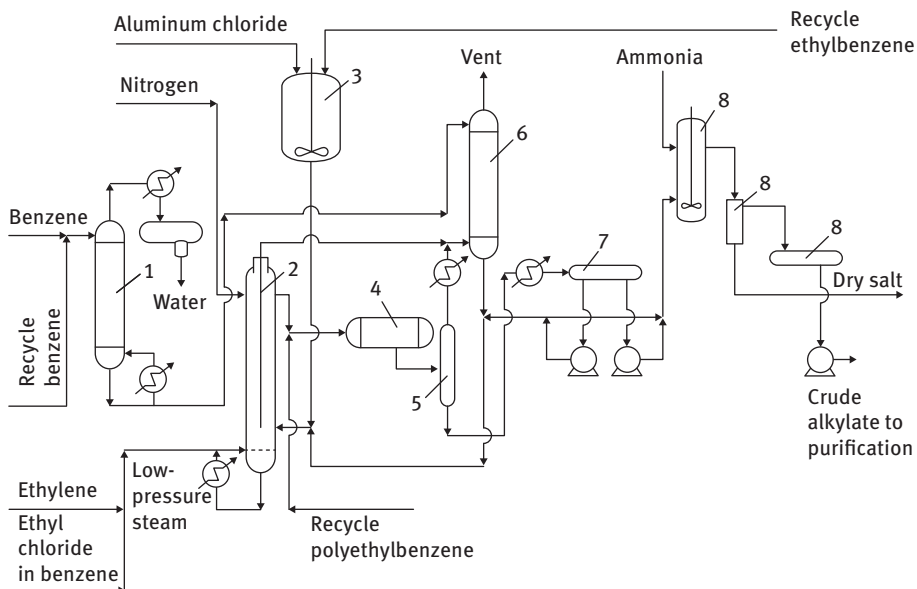 Aluminum chloride
Recycle
ethylbenzene
Vent
Ammonia
Nitrogen
3
8
6
Benzene
8
8
7
1
2
4
Water
Dry salt
Recycle
benzene
5
Low-
pressure
steam
Crude
alkylate to
purification
Ethylene
Ethyl
chloride
in benzene
Recycle
polyethylbenzene